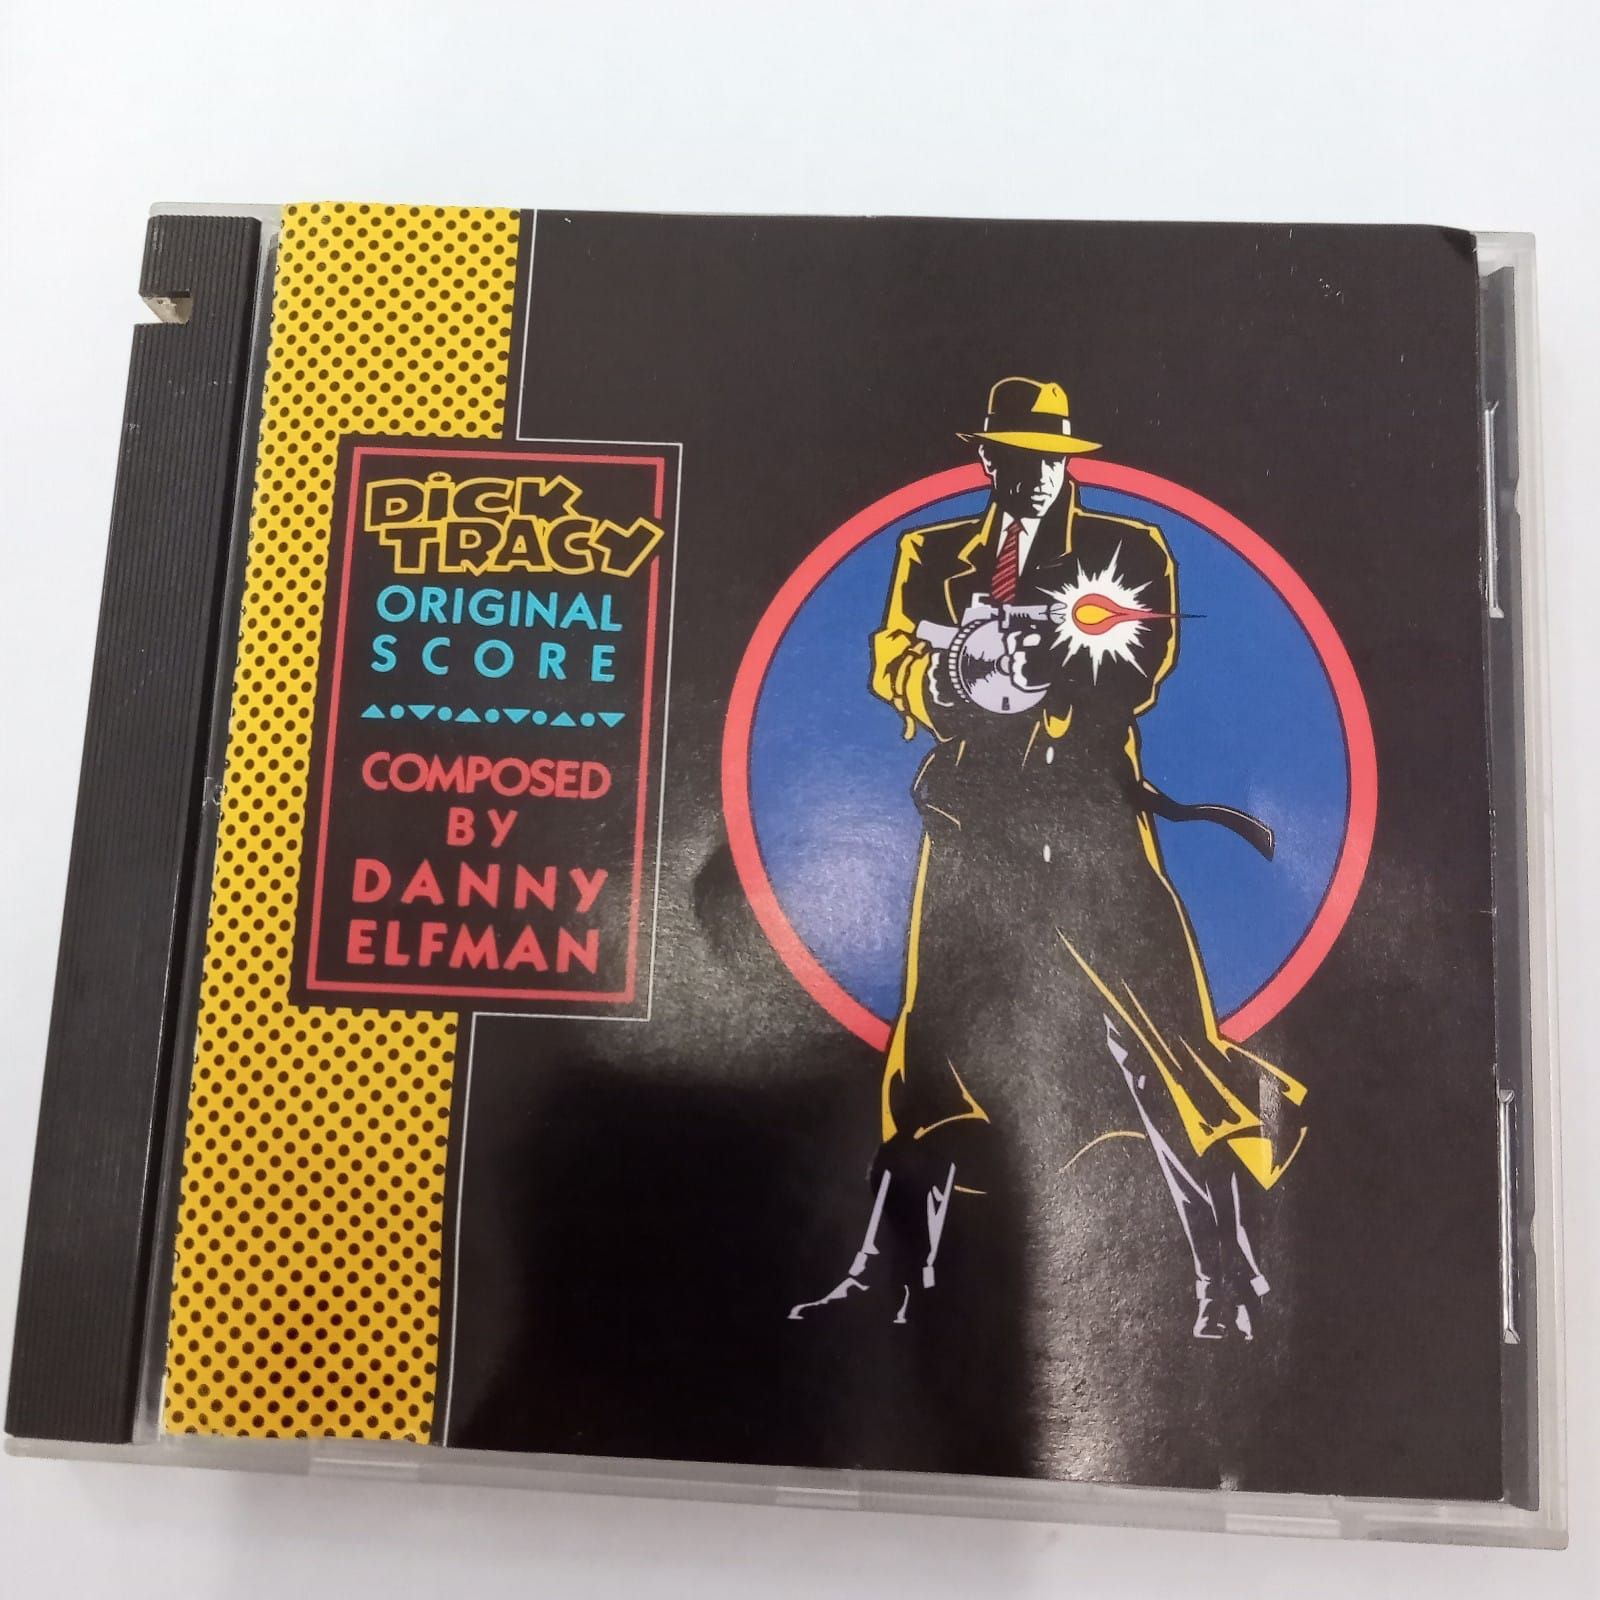 DiCK
TRACY
ORIGINAL
SCORE
COMPOSED
BY
DANNY
ELFMAN